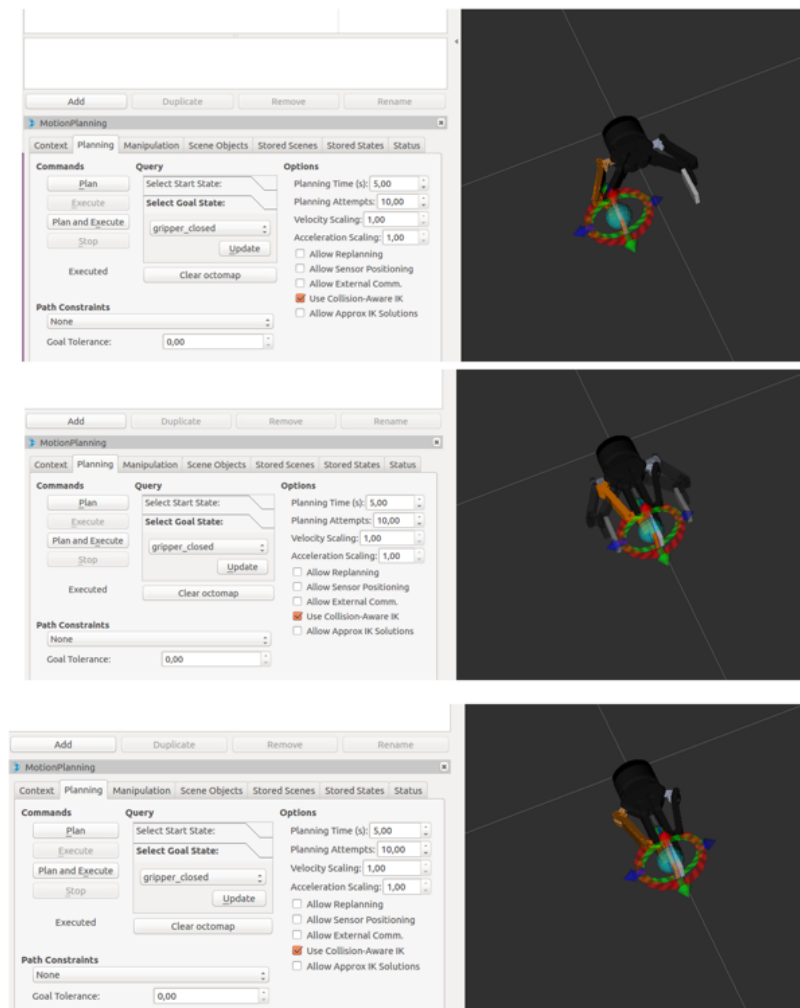 Add Duplicate Remove Rename
MotionPlanning
Context Planning Manipulation Scene Objects Stored Scenes Stored States Status
Commands Query Options
Plan Select Start State: Planning Time (s): 5,00
Execute Select Goal State: Planning Attempts: 10,00
Plan and Execute gripper_closed Velocity Scaling: 1,00
Stop Update Acceleration Scaling: 1,00
Allow Replanning
Executed Clear octomap Allow Sensor Positioning
Allow External Comm.
Path Constraints Use Collision-Aware IK
None Allow Approx IK Solutions
Goal Tolerance: 0,00
Add Duplicate Remove Rename
MotionPlanning
Context Planning Manipulation Scene Objects Stored Scenes Stored States Status
Commands Query Options
Plan Select Start State: Planning Time (s): 5,00
Execute Select Goal State: Planning Attempts: 10,00
Plan and Execute gripper_closed Velocity Scaling: 1,00
Stop Update Acceleration Scaling: 1,00
Allow Replanning
Executed Clear octomap Allow Sensor Positioning
Allow External Comm.
Path Constraints Use Collision-Aware IK
None Allow Approx IK Solutions
Goal Tolerance: 0,00
Add Duplicate Remove Rename
MotionPlanning
Context Planning Manipulation Scene Objects Stored Scenes Stored States Status
Commands Query Options
Plan Select Start State: Planning Time (s): 5,00
Execute Select Goal State: Planning Attempts: 10,00
Plan and Execute gripper_closed Velocity Scaling: 1,00
Stop Update Acceleration Scaling: 1,00
Allow Replanning
Executed Clear octomap Allow Sensor Positioning
Allow External Comm.
Path Constraints Use Collision-Aware IK
None Allow Approx IK Solutions
Goal Tolerance: 0,00